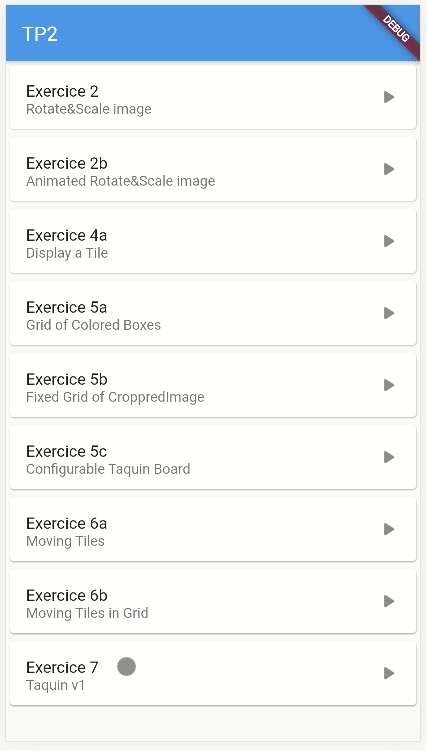 TP2
DEBUG
Exercice 2
Rotate&Scale image
Exercice 2b
Animated Rotate&Scale image
Exercice 4a
Display a Tile
Exercice 5a
Grid of Colored Boxes
Exercice 5b
Fixed Grid of CroppredImage
Exercice 5c
Configurable Taquin Board
Exercice 6a
Moving Tiles
Exercice 6b
Moving Tiles in Grid
Exercice 7
Taquin v1